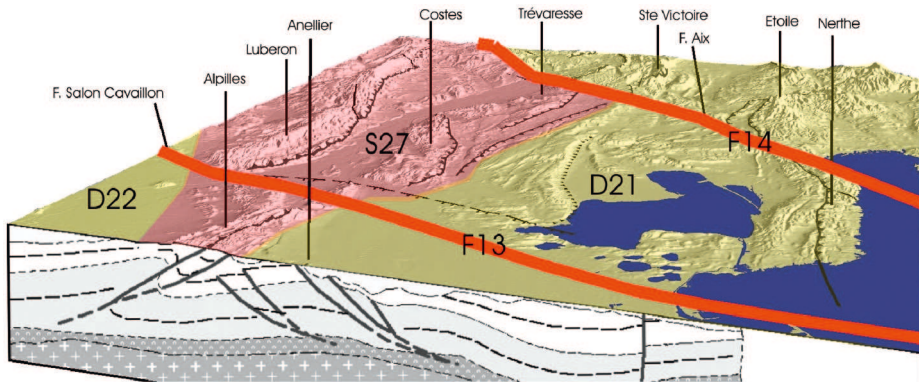 Costes
Trévaresse
Ste Victoire
Etoile
Nerthe
Anellier
F. Aix
Luberon
Alpilles
F. Salon Cavaillon
F14
S27
D21
D22
F13